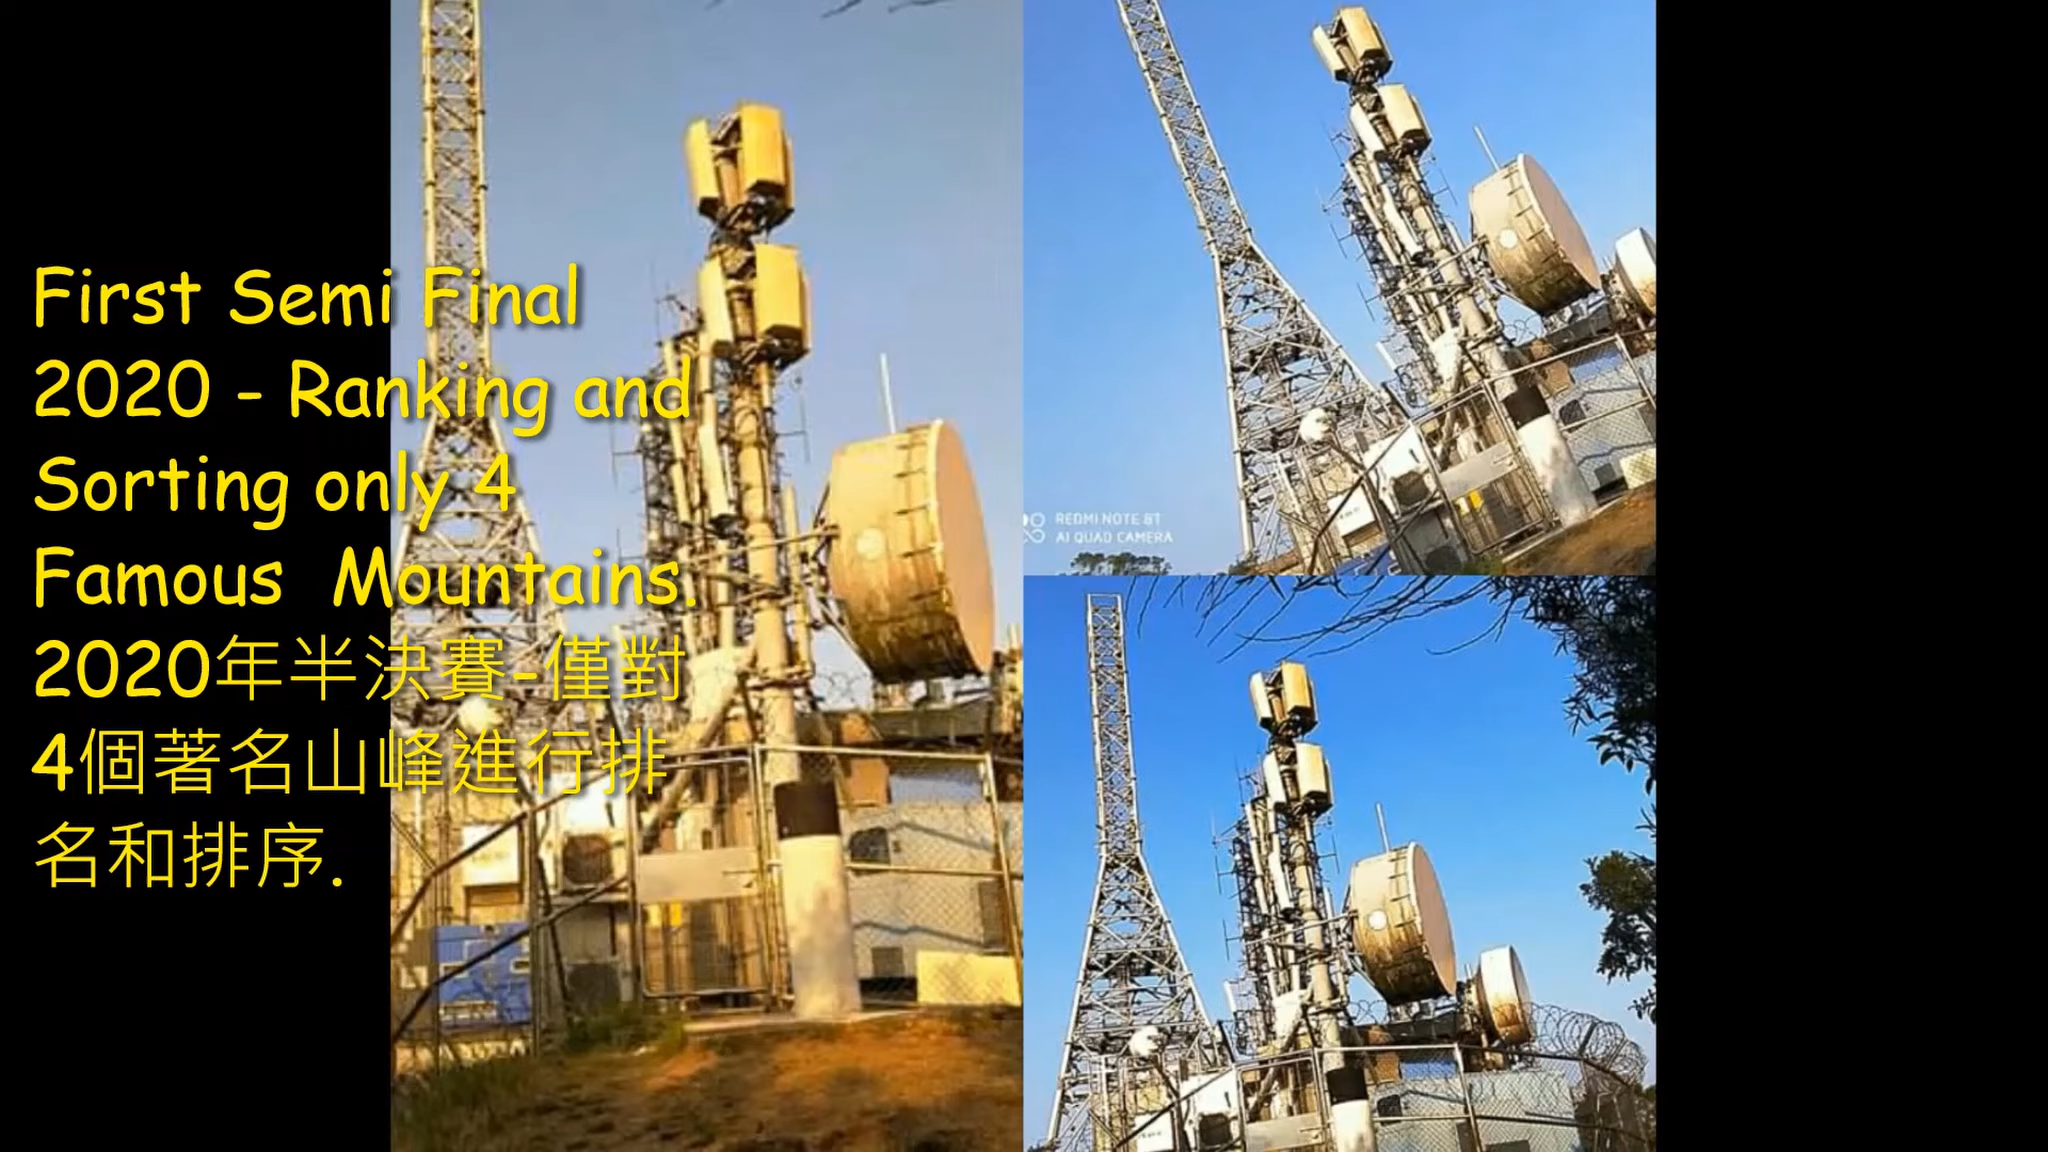 First Semi Final
2020 - Ranking and
Sorting only 4
Famous  Mountains.
2020年半決賽-僅對
4個著名山峰進行排
名和排序.
REDMI NOTE 8T
AI QUAD CAMERA